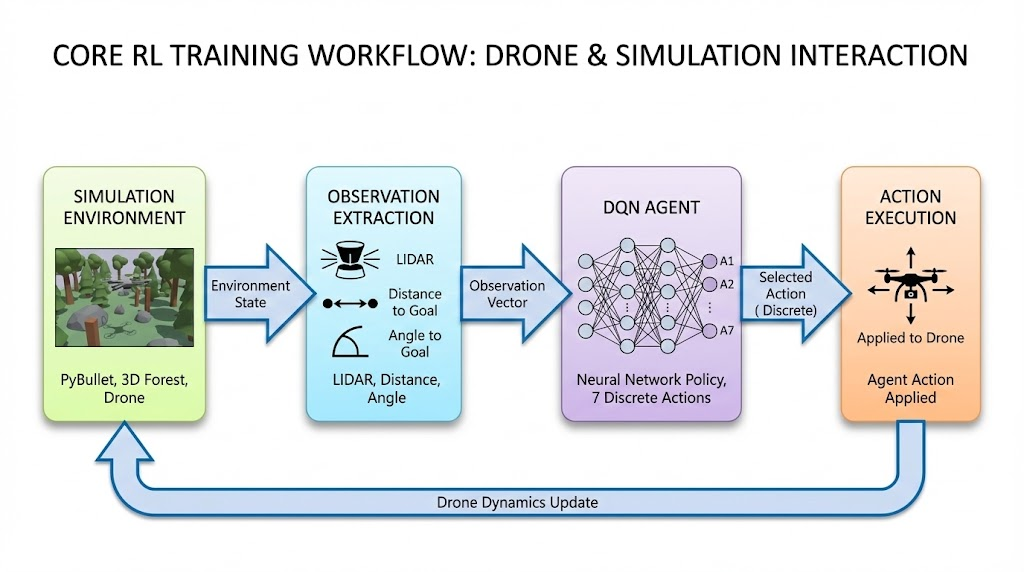 CORE RL TRAINING WORKFLOW: DRONE & SIMULATION INTERACTION
SIMULATION
ENVIRONMENT
PyBullet, 3D Forest,
Drone
Environment
State
OBSERVATION
EXTRACTION
LIDAR
Distance
to Goal
Angle to
Goal
LIDAR, Distance,
Angle
Observation
Vector
DQN AGENT
A1
A2
A7
Neural Network Policy,
7 Discrete Actions
Selected
Action
( Discrete)
ACTION
EXECUTION
Applied to Drone
Agent Action
Applied
Drone Dynamics Update